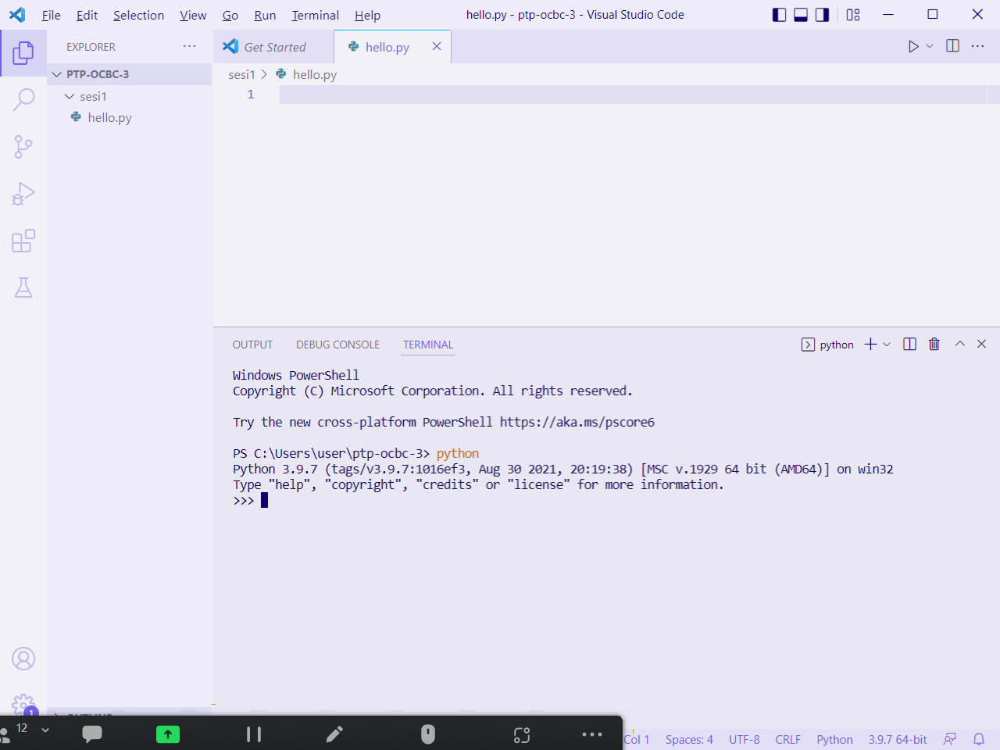 File Edit Selection View Go Run Terminal Help hello.py - ptp-ocbc-3 - Visual Studio Code
EXPLORER
PTP-OCBC-3
sesi1
hello.py
Get Started hello.py
sesi1 > hello.py
1
OUTPUT DEBUG CONSOLE TERMINAL python
Windows PowerShell
Copyright (C) Microsoft Corporation. All rights reserved.
Try the new cross-platform PowerShell https://aka.ms/pscore6
PS C:\Users\user\ptp-ocbc-3> python
Python 3.9.7 (tags/v3.9.7:1016ef3, Aug 30 2021, 20:19:38) [MSC v.1929 64 bit (AMD64)] on win32
Type "help", "copyright", "credits" or "license" for more information.
>>>
1
12
Col 1 Spaces: 4 UTF-8 CRLF Python 3.9.7 64-bit